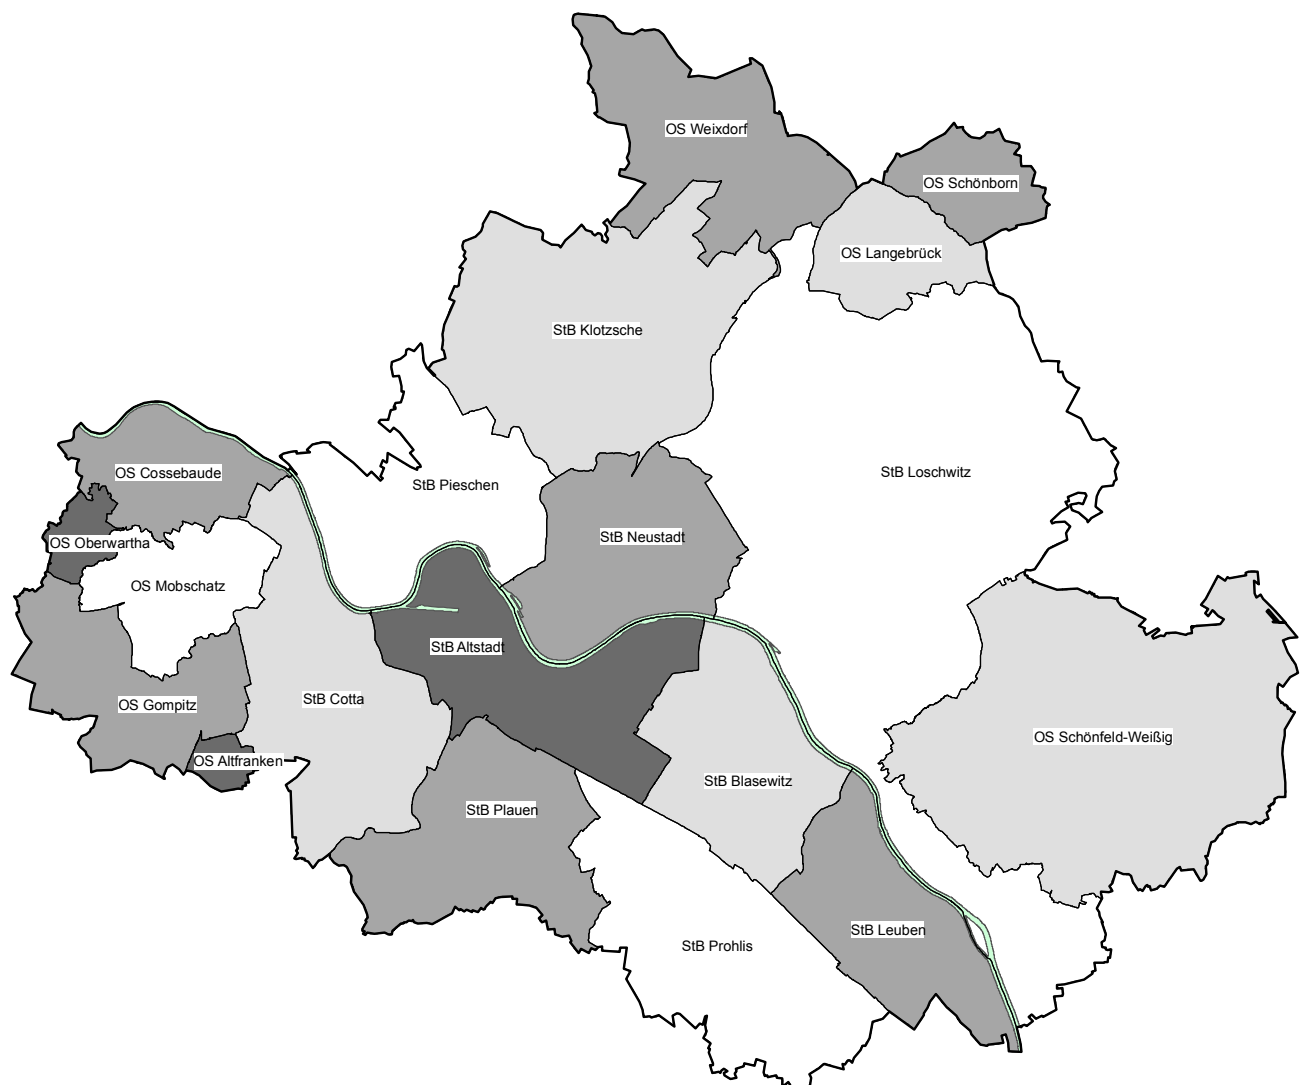 OS Weixdorf
OS Schönborn
OS Langebrück
StB Klotzsche
OS Cossebaude
StB Loschwitz
StB Pieschen
StB Neustadt
OS Oberwartha
OS Mobschatz
StB Altstadt
StB Cotta
OS Gompitz
OS Schönfeld-Weißig
OS Altfranken
StB Blasewitz
StB Plauen
StB Leuben
StB Prohlis